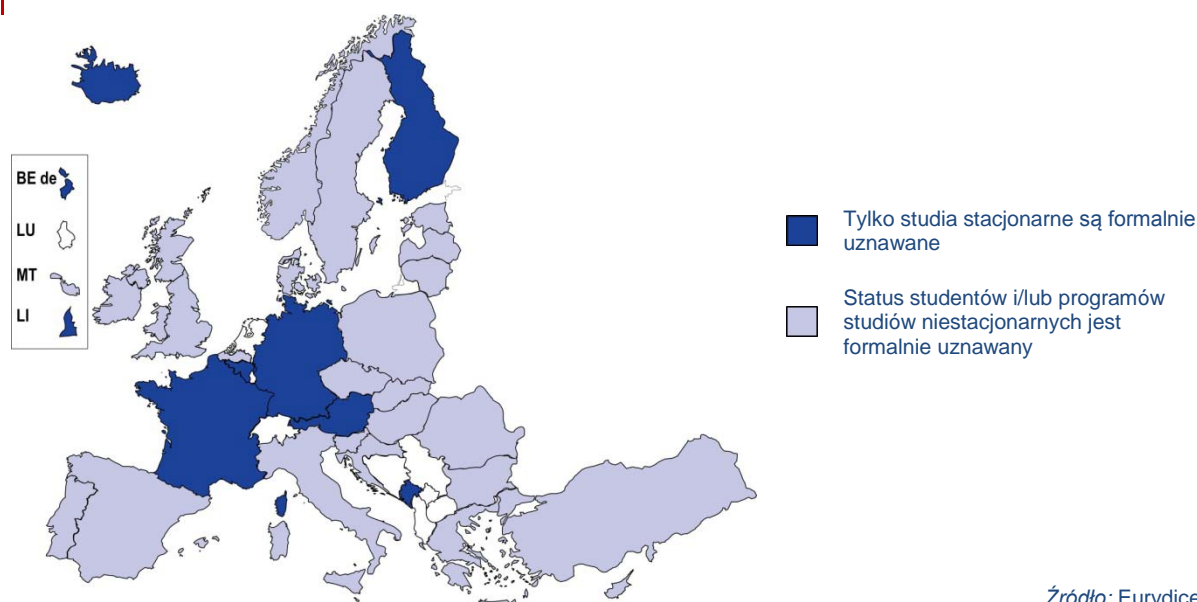 BE de
LU
MT
LI
Tylko studia stacjonarne są formalnie
uznawane
Status studentów i/lub programów
studiów niestacjonarnych jest
formalnie uznawany
Źródło: Eurydice